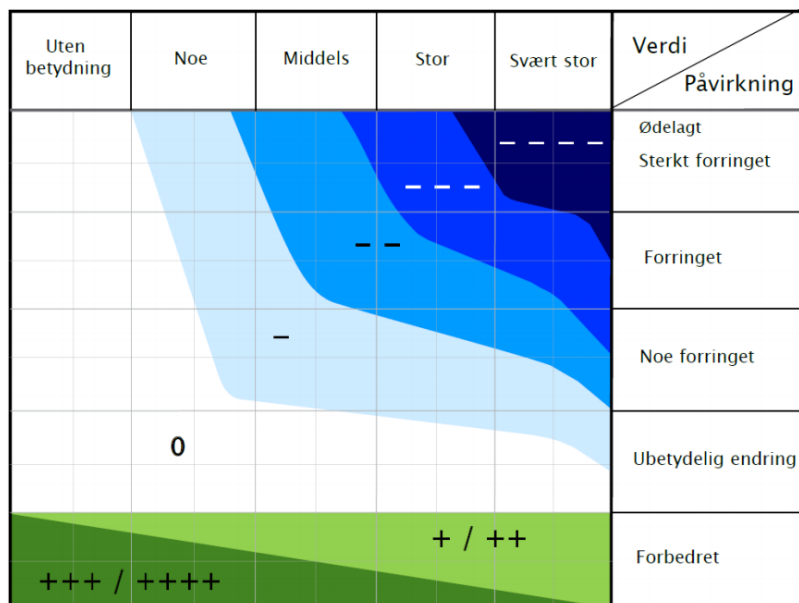 Uten
betydning
Noe
Middels
Stor
Svært stor
Verdi
Påvirkning
Ødelagt
Sterkt forringet
– – – –
– – –
– –
Forringet
–
Noe forringet
0
Ubetydelig endring
+ / ++
Forbedret
+++ / ++++